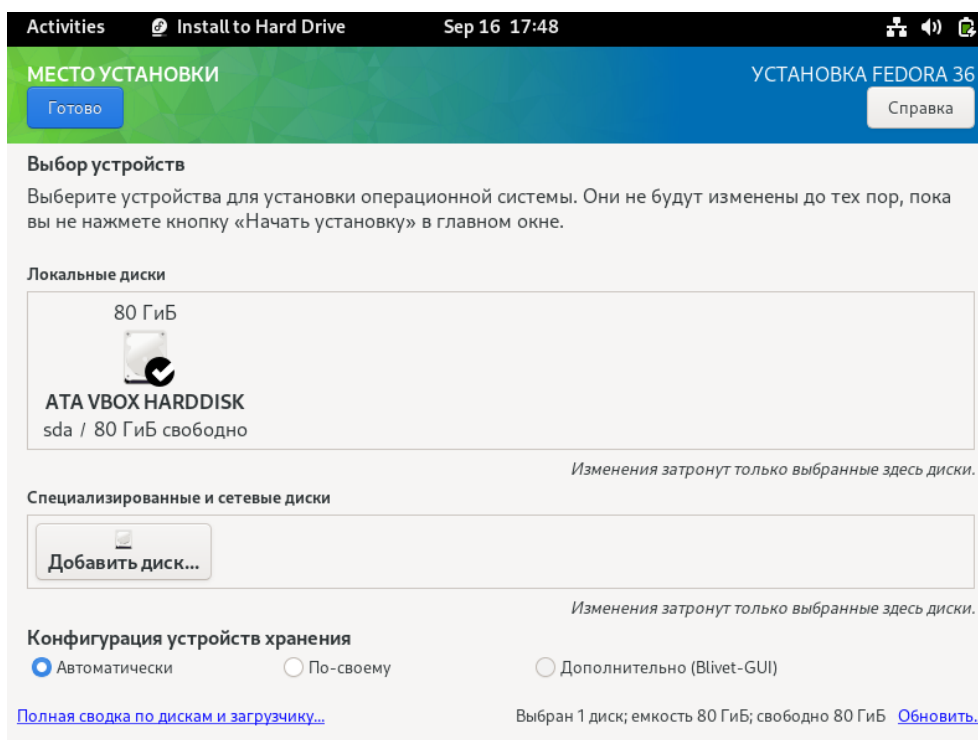 Activities Install to Hard Drive Sep 16 17:48
МЕСТО УСТАНОВКИ УСТАНОВКА FEDORA 36
Готово Справка
Выбор устройств
Выберите устройства для установки операционной системы. Они не будут изменены до тех пор, пока
вы не нажмете кнопку «Начать установку» в главном окне.
Локальные диски
80 ГиБ
ATA VBOX HARDDISK
sda / 80 ГиБ свободно
Изменения затронут только выбранные здесь диски.
Специализированные и сетевые диски
Добавить диск...
Изменения затронут только выбранные здесь диски.
Конфигурация устройств хранения
Автоматически По-своему Дополнительно (Blivet-GUI)
Полная сводка по дискам и загрузчику... Выбран 1 диск; емкость 80 ГиБ; свободно 80 ГиБ Обновить.